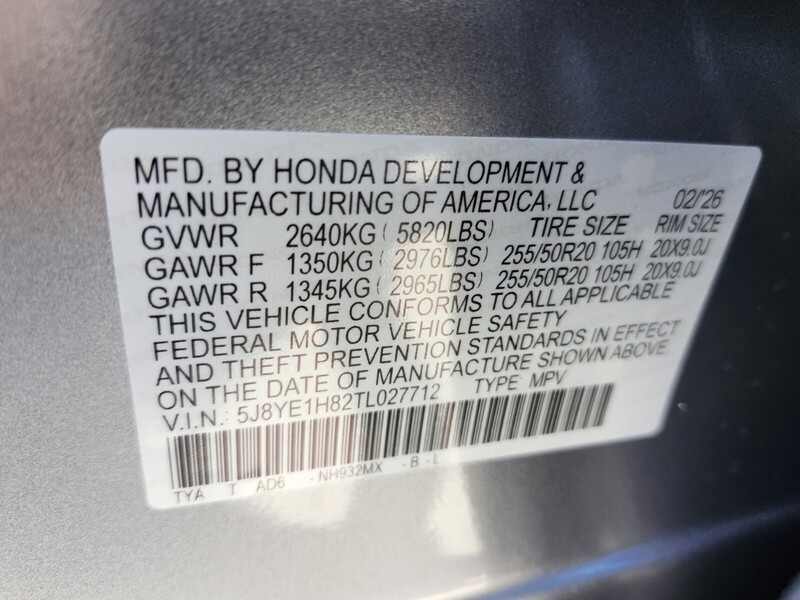 MFD. BY HONDA DEVELOPMENT &
MANUFACTURING OF AMERICA, LLC 02/'26
GVWR 2640KG ( 5820LBS) TIRE SIZE RIM SIZE
GAWR F 1350KG ( 2976LBS) 255/50R20 105H 20X9.0J
GAWR R 1345KG ( 2965LBS) 255/50R20 105H 20X9.0J
THIS VEHICLE CONFORMS TO ALL APPLICABLE
FEDERAL MOTOR VEHICLE SAFETY
AND THEFT PREVENTION STANDARDS IN EFFECT
ON THE DATE OF MANUFACTURE SHOWN ABOVE
V.I.N.: 5J8YE1H82TL027712 TYPE MPV
TYA T AD6 -NH932MX -B -L